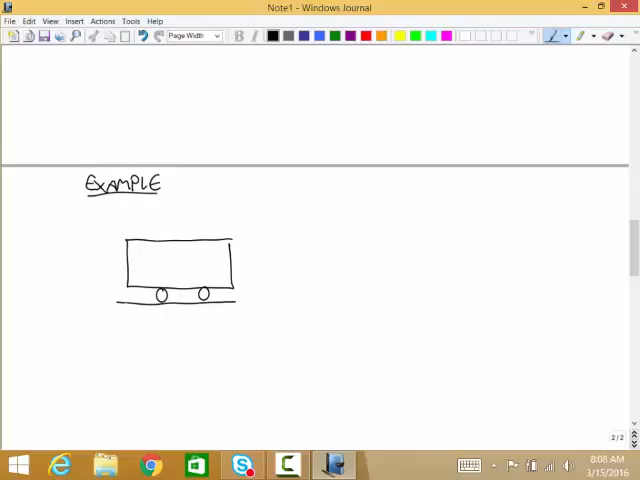 Note1 - Windows Journal
File Edit View Insert Actions Tools Help
Page Width
B I
EXAMPLE
2/2
8:08 AM
3/15/2016